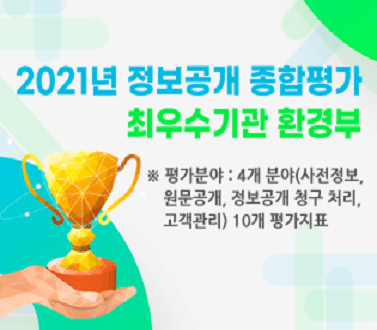 2021년 정보공개 종합평가
최우수기관 환경부
※ 평가분야 : 4개 분야(사전정보,
원문공개, 정보공개 청구 처리,
고객관리) 10개 평가지표